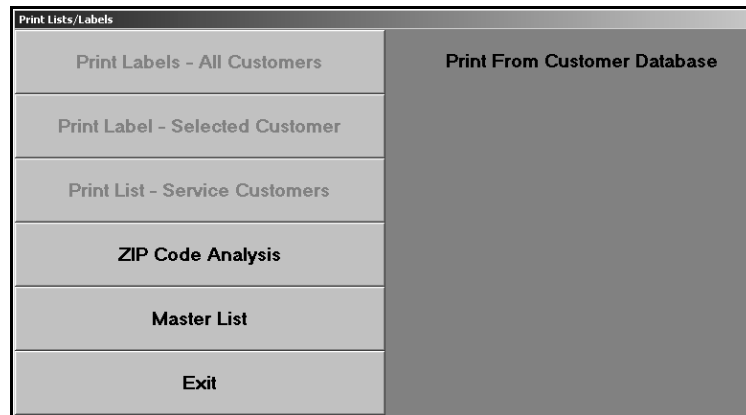 Print Lists/Labels
Print Labels - All Customers
Print From Customer Database
Print Label - Selected Customer
Print List - Service Customers
ZIP Code Analysis
Master List
Exit